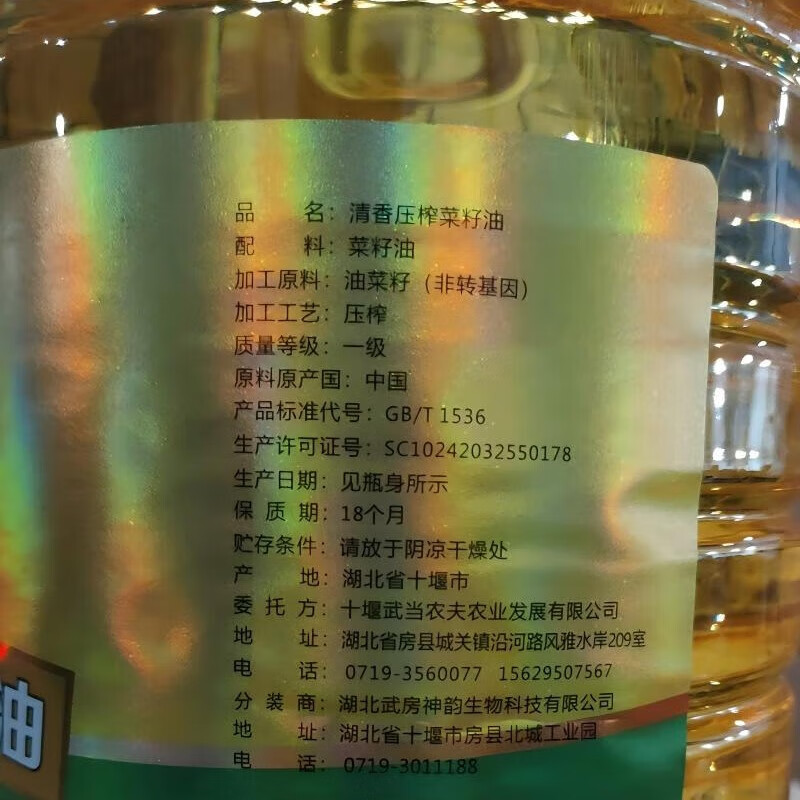 品 名：清香压榨菜籽油
配 料：菜籽油
加工原料：油菜籽（非转基因）
加工工艺：压榨
质量等级：一级
原料原产国：中国
产品标准代号：GB/T 1536
生产许可证号：SC10242032550178
生产日期：见瓶身所示
保 质 期：18个月
贮存条件：请放于阴凉干燥处
产 地：湖北省十堰市
委 托 方：十堰武当农夫农业发展有限公司
地 址：湖北省房县城关镇沿河路风雅水岸209室
电 话：0719-3560077 15629507567
分 装 商：湖北武房神韵生物科技有限公司
地 址：湖北省十堰市房县北城工业园
电 话：0719-3011188
油